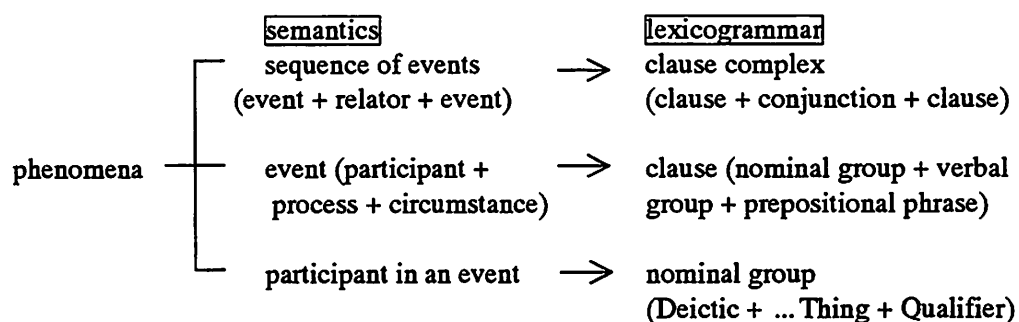 semantics lexicogrammar
sequence of events clause complex
(event + relator + event) (clause + conjunction + clause)
phenomena event (participant + clause (nominal group + verbal
process + circumstance) group + prepositional phrase)
participant in an event nominal group
(Deictic + ... Thing + Qualifier)